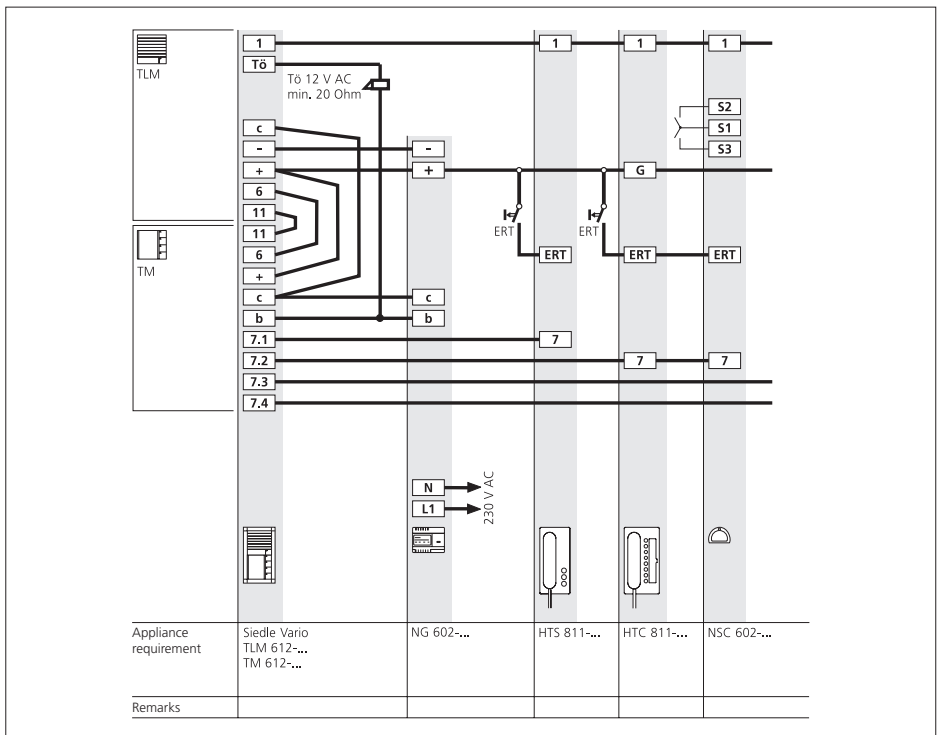 1 1 1 1
TLM
Tö
Tö 12 V AC
min. 20 Ohm
S2
c S1
- - S3
+ + G
6
11
ERT ERT
11
6 ERT ERT ERT
TM
+
c c
b b
7.1 7
7.2 7 7
7.3
7.4
N
L1
230 V AC
Appliance
requirement
Siedle Vario
TLM 612-...
TM 612-...
NG 602-...
HTS 811-...
HTC 811-...
NSC 602-...
Remarks